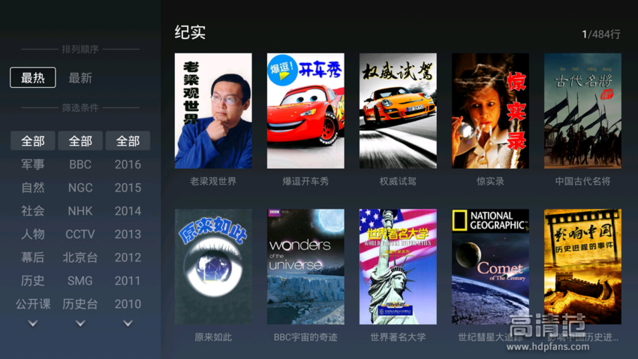 纪实
1/484行
排列顺序
最热 最新
筛选条件
全部 全部 全部
军事 BBC 2016
自然 NGC 2015
社会 NHK 2014
人物 CCTV 2013
幕后 北京台 2012
历史 SMG 2011
公开课 历史台 2010
老梁观世界
爆逗！ 开车秀
权威试驾
惊实录
古代名将
老梁观世界 爆逗开车秀 权威试驾 惊实录 中国古代名将
原来如此
BBC
wonders
of the
universe
世界著名大学
NATIONAL
GEOGRAPHIC
Comet
of The Century
影响中国
历史进程的事件
原来如此 BBC宇宙的奇迹 世界著名大学 世纪彗星大追踪 影响中国历史进...
高清范
www.hdpfans.com